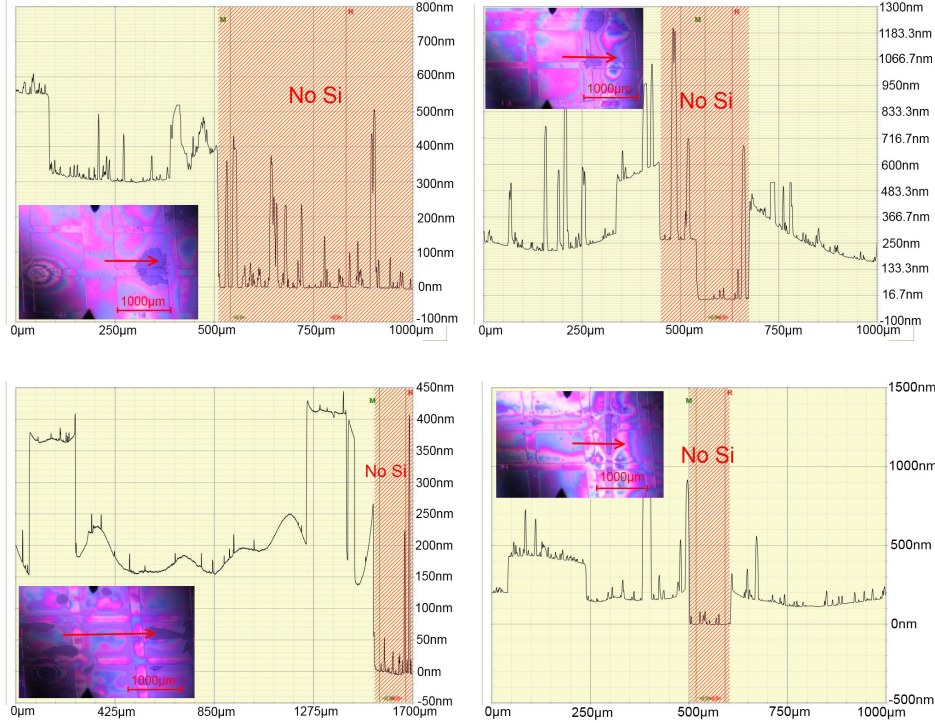 800nm
700nm
600nm
500nm
400nm
300nm
200nm
100nm
0nm
-100nm
M
R
No Si
1000µm
0µm
250µm
500µm
750µm
1000µm
1300nm
1183.3nm
1066.7nm
950nm
833.3nm
716.7nm
600nm
483.3nm
366.7nm
250nm
133.3nm
16.7nm
-100nm
M
R
No Si
1000µm
0µm
250µm
500µm
750µm
1000µm
450nm
400nm
350nm
300nm
250nm
200nm
150nm
100nm
50nm
0nm
-50nm
M
R
No Si
1000µm
0µm
425µm
850µm
1275µm
1700µm
1500nm
1000nm
500nm
0nm
-500nm
M
R
No Si
1000µm
0µm
250µm
500µm
750µm
1000µm